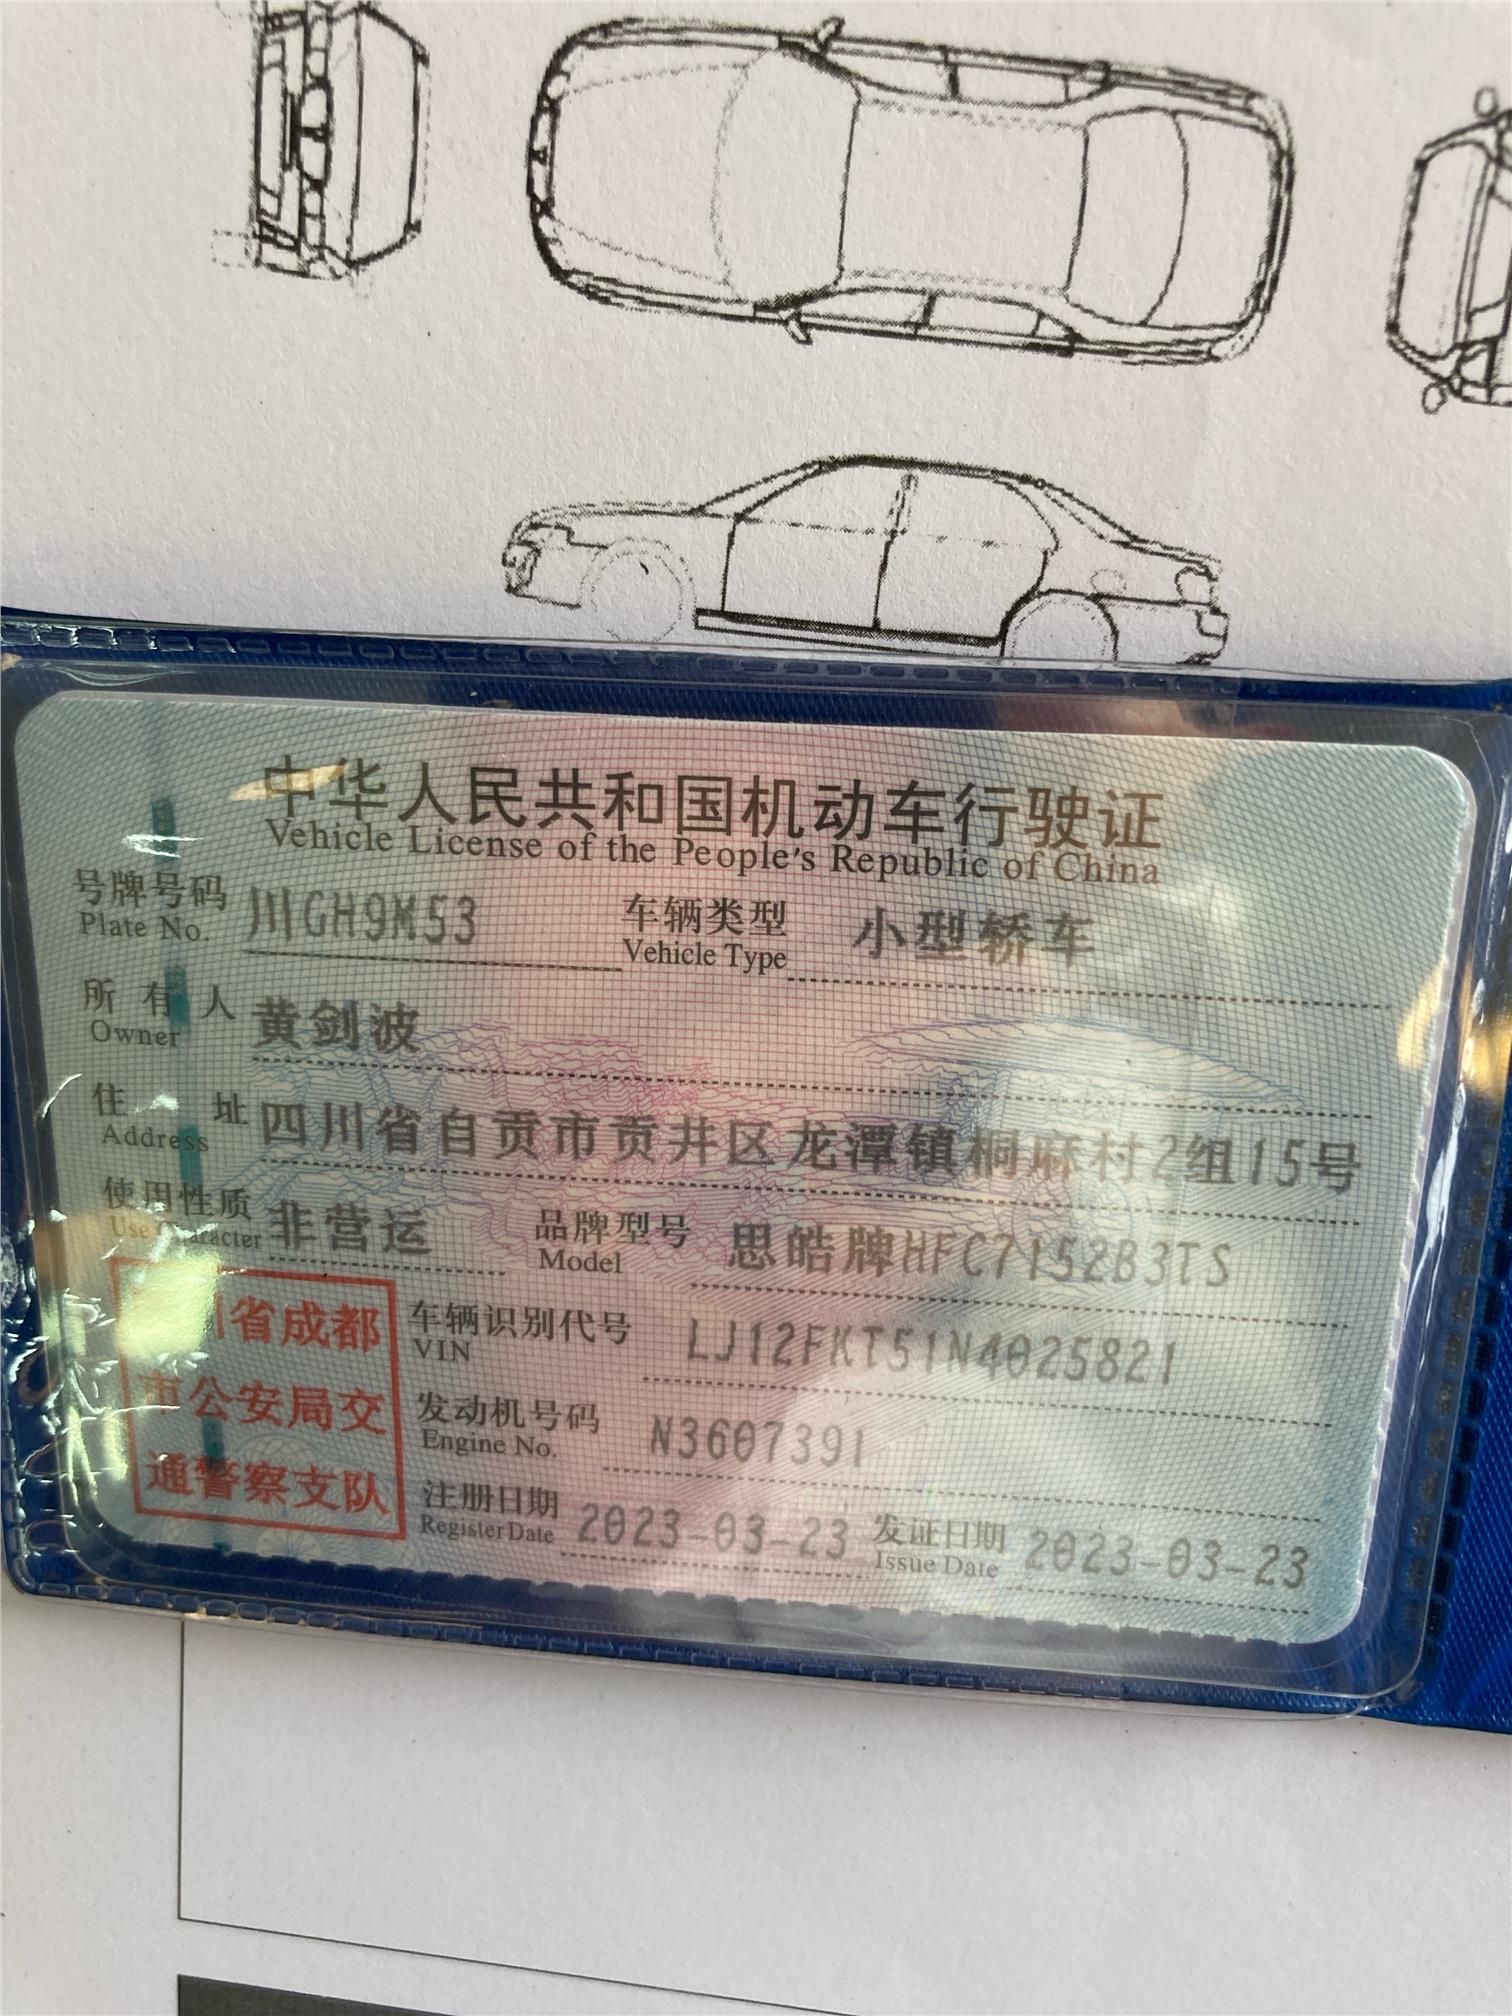 中华人民共和国机动车行驶证
Vehicle License of the People's Republic of China
号牌号码 川GH9M53 车辆类型 小型轿车
Plate No. Vehicle Type
所有人 黄剑波
Owner
住址 四川省自贡市贡井区龙潭镇桐麻村2组15号
Address
使用性质 非营运 品牌型号 思皓牌HFC7152B3TS
Use Character Model
川省成都
市公安局交
通警察支队
车辆识别代号 LJ12FKT51N4025821
VIN
发动机号码 N3607391
Engine No.
注册日期 2023-03-23 发证日期 2023-03-23
Register Date Issue Date